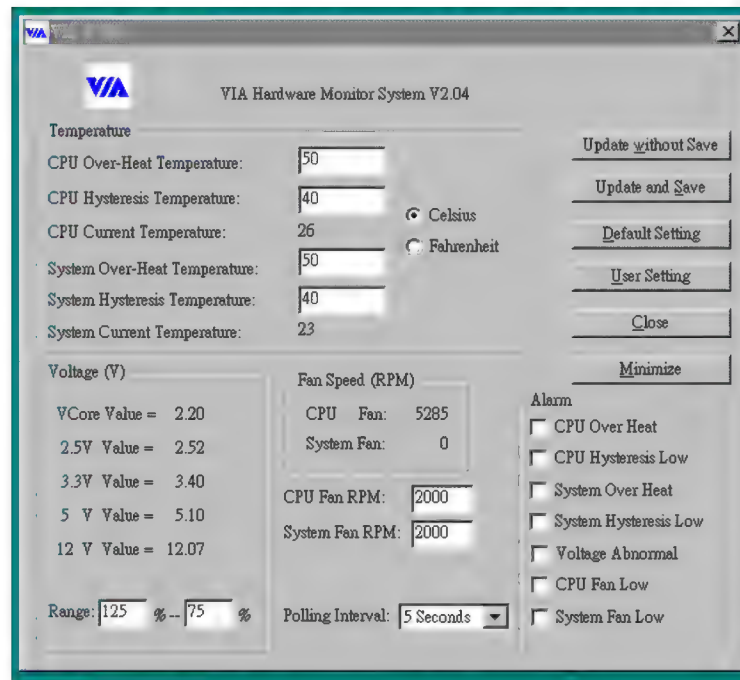 VIA
VIA
VIA Hardware Monitor System V2.04
Temperature
CPU Over-Heat Temperature: 50
CPU Hysteresis Temperature: 40
CPU Current Temperature: 26
System Over-Heat Temperature: 50
System Hysteresis Temperature: 40
System Current Temperature: 23
Celsius
Fahrenheit
Update without Save
Update and Save
Default Setting
User Setting
Close
Minimize
Voltage (V)
VCore Value = 2.20
2.5V Value = 2.52
3.3V Value = 3.40
5 V Value = 5.10
12 V Value = 12.07
Range: 125 % -- 75 %
Fan Speed (RPM)
CPU Fan: 5285
System Fan: 0
CPU Fan RPM: 2000
System Fan RPM: 2000
Polling Interval: 5 Seconds
Alarm
CPU Over Heat
CPU Hysteresis Low
System Over Heat
System Hysteresis Low
Voltage Abnormal
CPU Fan Low
System Fan Low